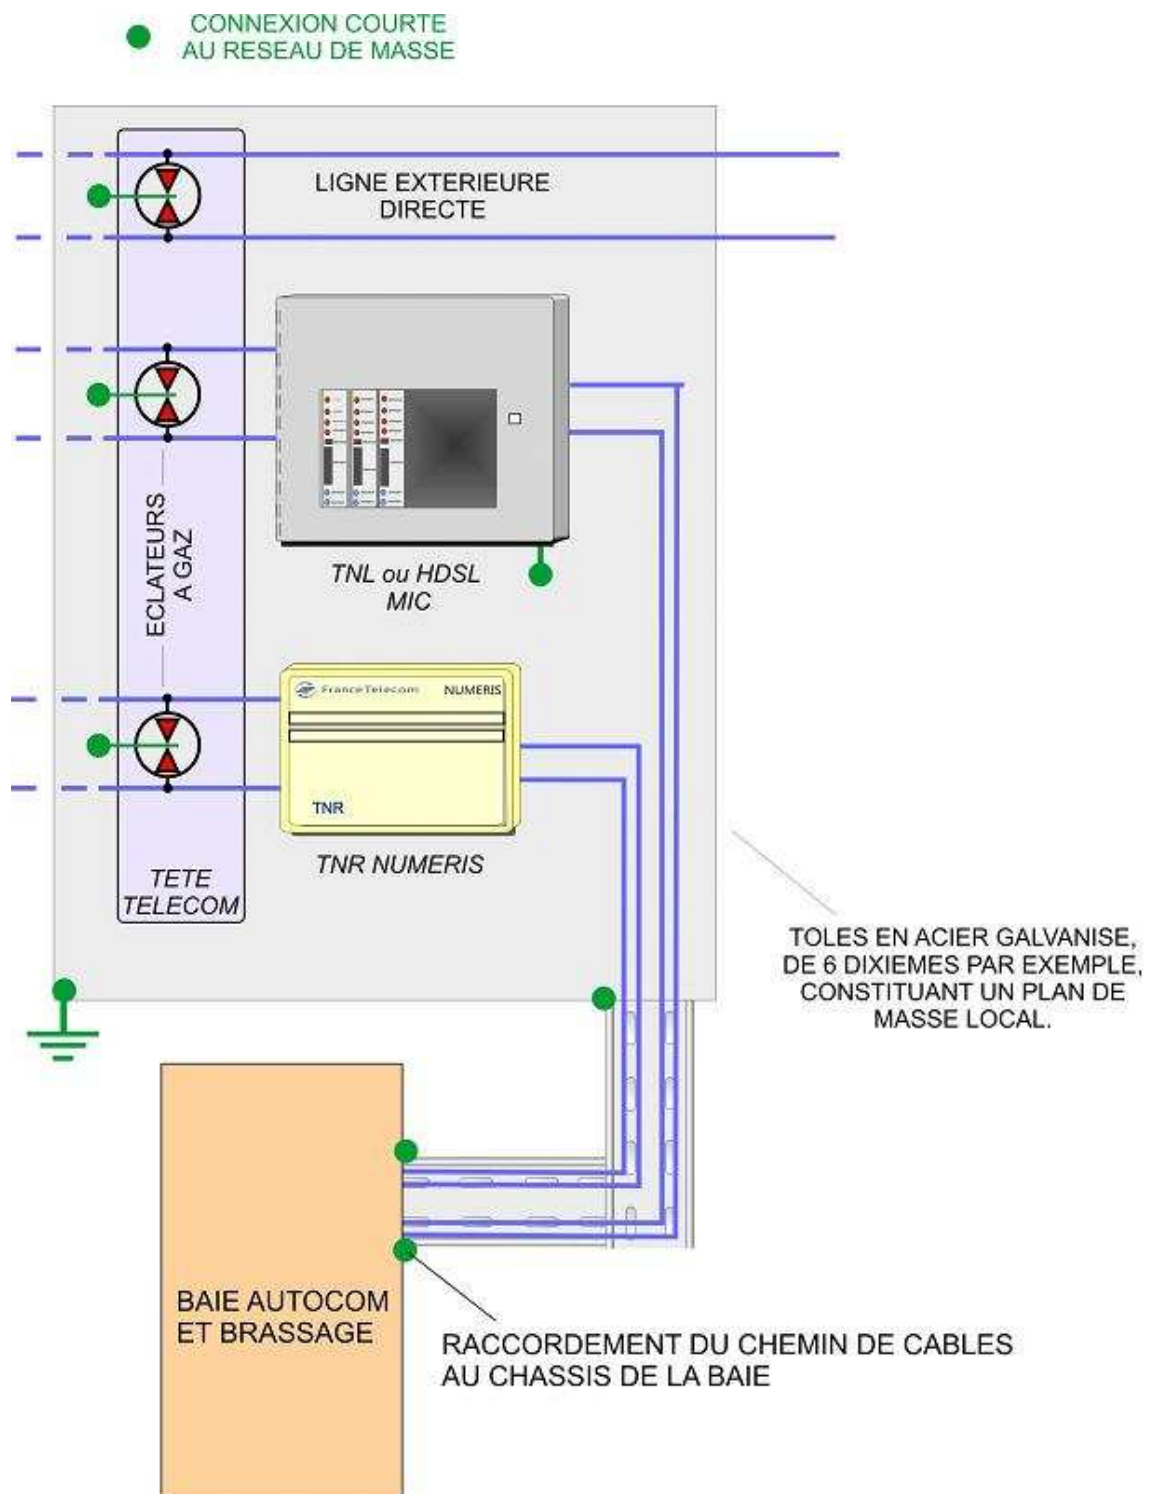 CONNEXION COURTE
AU RESEAU DE MASSE
LIGNE EXTERIEURE
DIRECTE
ECLATEURS
A GAZ
TNL ou HDSL
MIC
FranceTelecom NUMERIS
TNR
TNR NUMERIS
TETE
TELECOM
TOLES EN ACIER GALVANISE,
DE 6 DIXIEMES PAR EXEMPLE,
CONSTITUANT UN PLAN DE
MASSE LOCAL.
BAIE AUTOCOM
ET BRASSAGE
RACCORDEMENT DU CHEMIN DE CABLES
AU CHASSIS DE LA BAIE